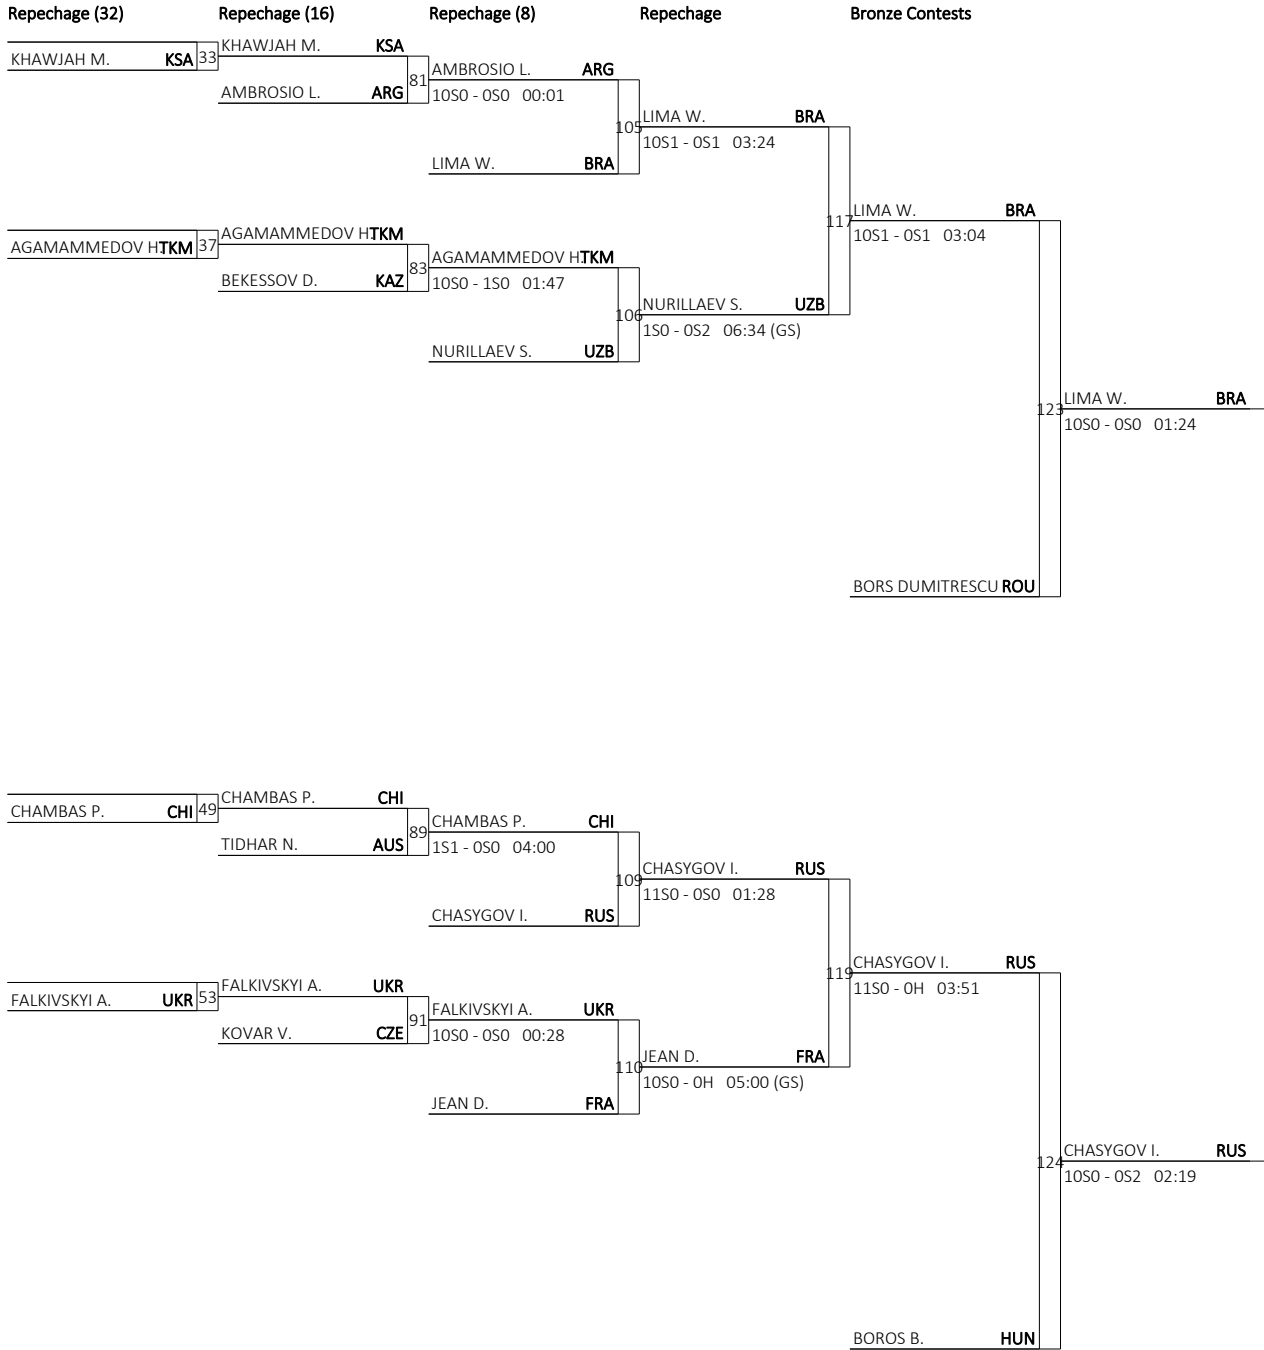 Repechage (32) Repechage (16) Repechage (8) Repechage Bronze Contests
KHAWJAH M. KSA 33
KHAWJAH M. KSA
AMBROSIO L. ARG
81
AMBROSIO L. ARG
10S0 - 0S0 00:01
LIMA W. BRA
105
LIMA W. BRA
10S1 - 0S1 03:24
AGAMAMMEDOV H. TKM 37
AGAMAMMEDOV H. TKM
BEKESSOV D. KAZ
83
AGAMAMMEDOV H. TKM
10S0 - 1S0 01:47
NURILLAEV S. UZB
106
NURILLAEV S. UZB
1S0 - 0S2 06:34 (GS)
117
LIMA W. BRA
10S1 - 0S1 03:04
BORS DUMITRESCU ROU
123
LIMA W. BRA
10S0 - 0S0 01:24
CHAMBAS P. CHI 49
CHAMBAS P. CHI
TIDHAR N. AUS
89
CHAMBAS P. CHI
1S1 - 0S0 04:00
CHASYGOV I. RUS
109
CHASYGOV I. RUS
11S0 - 0S0 01:28
FALKIVSKYI A. UKR 53
FALKIVSKYI A. UKR
KOVAR V. CZE
91
FALKIVSKYI A. UKR
10S0 - 0S0 00:28
JEAN D. FRA
110
JEAN D. FRA
10S0 - 0H 05:00 (GS)
119
CHASYGOV I. RUS
11S0 - 0H 03:51
BOROS B. HUN
124
CHASYGOV I. RUS
10S0 - 0S2 02:19